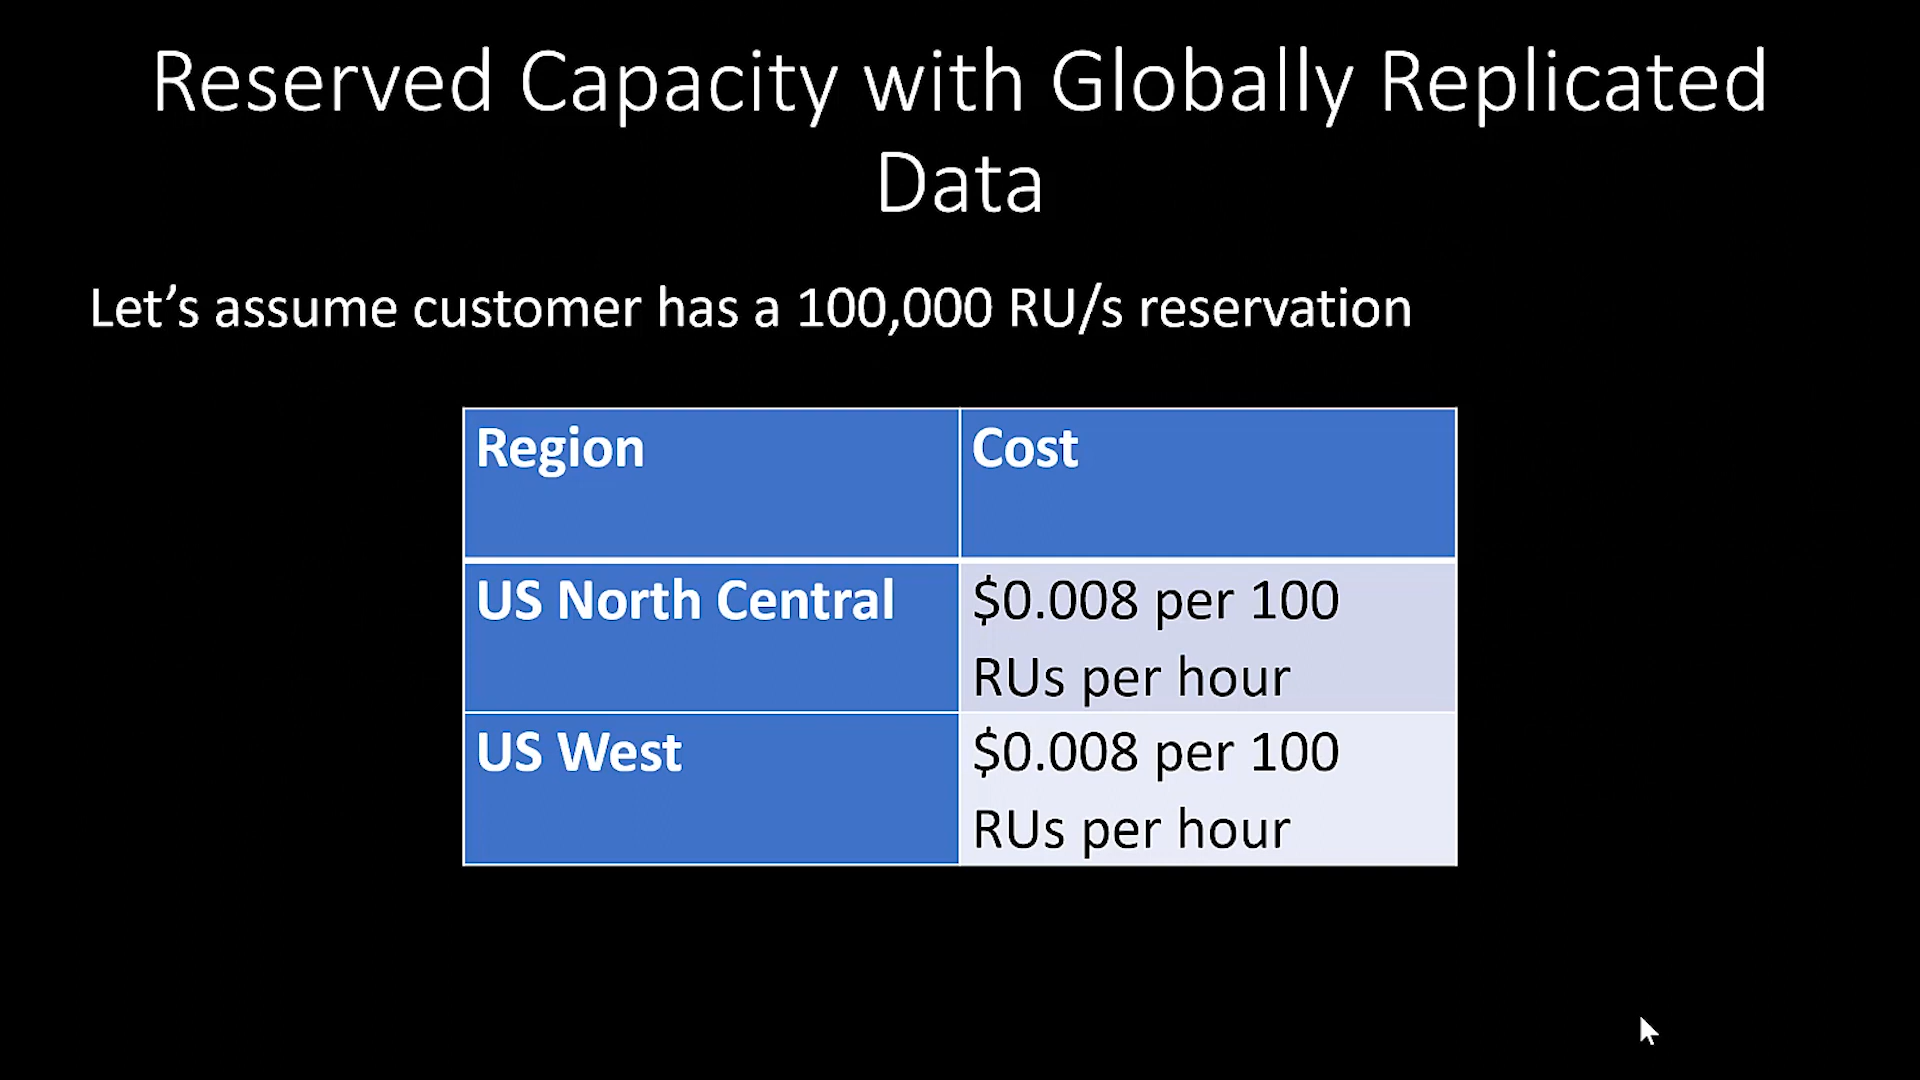 Reserved Capacity with Globally Replicated
Data
Let’s assume customer has a 100,000 RU/s reservation
Region
Cost
US North Central
$0.008 per 100
RUs per hour
US West
$0.008 per 100
RUs per hour